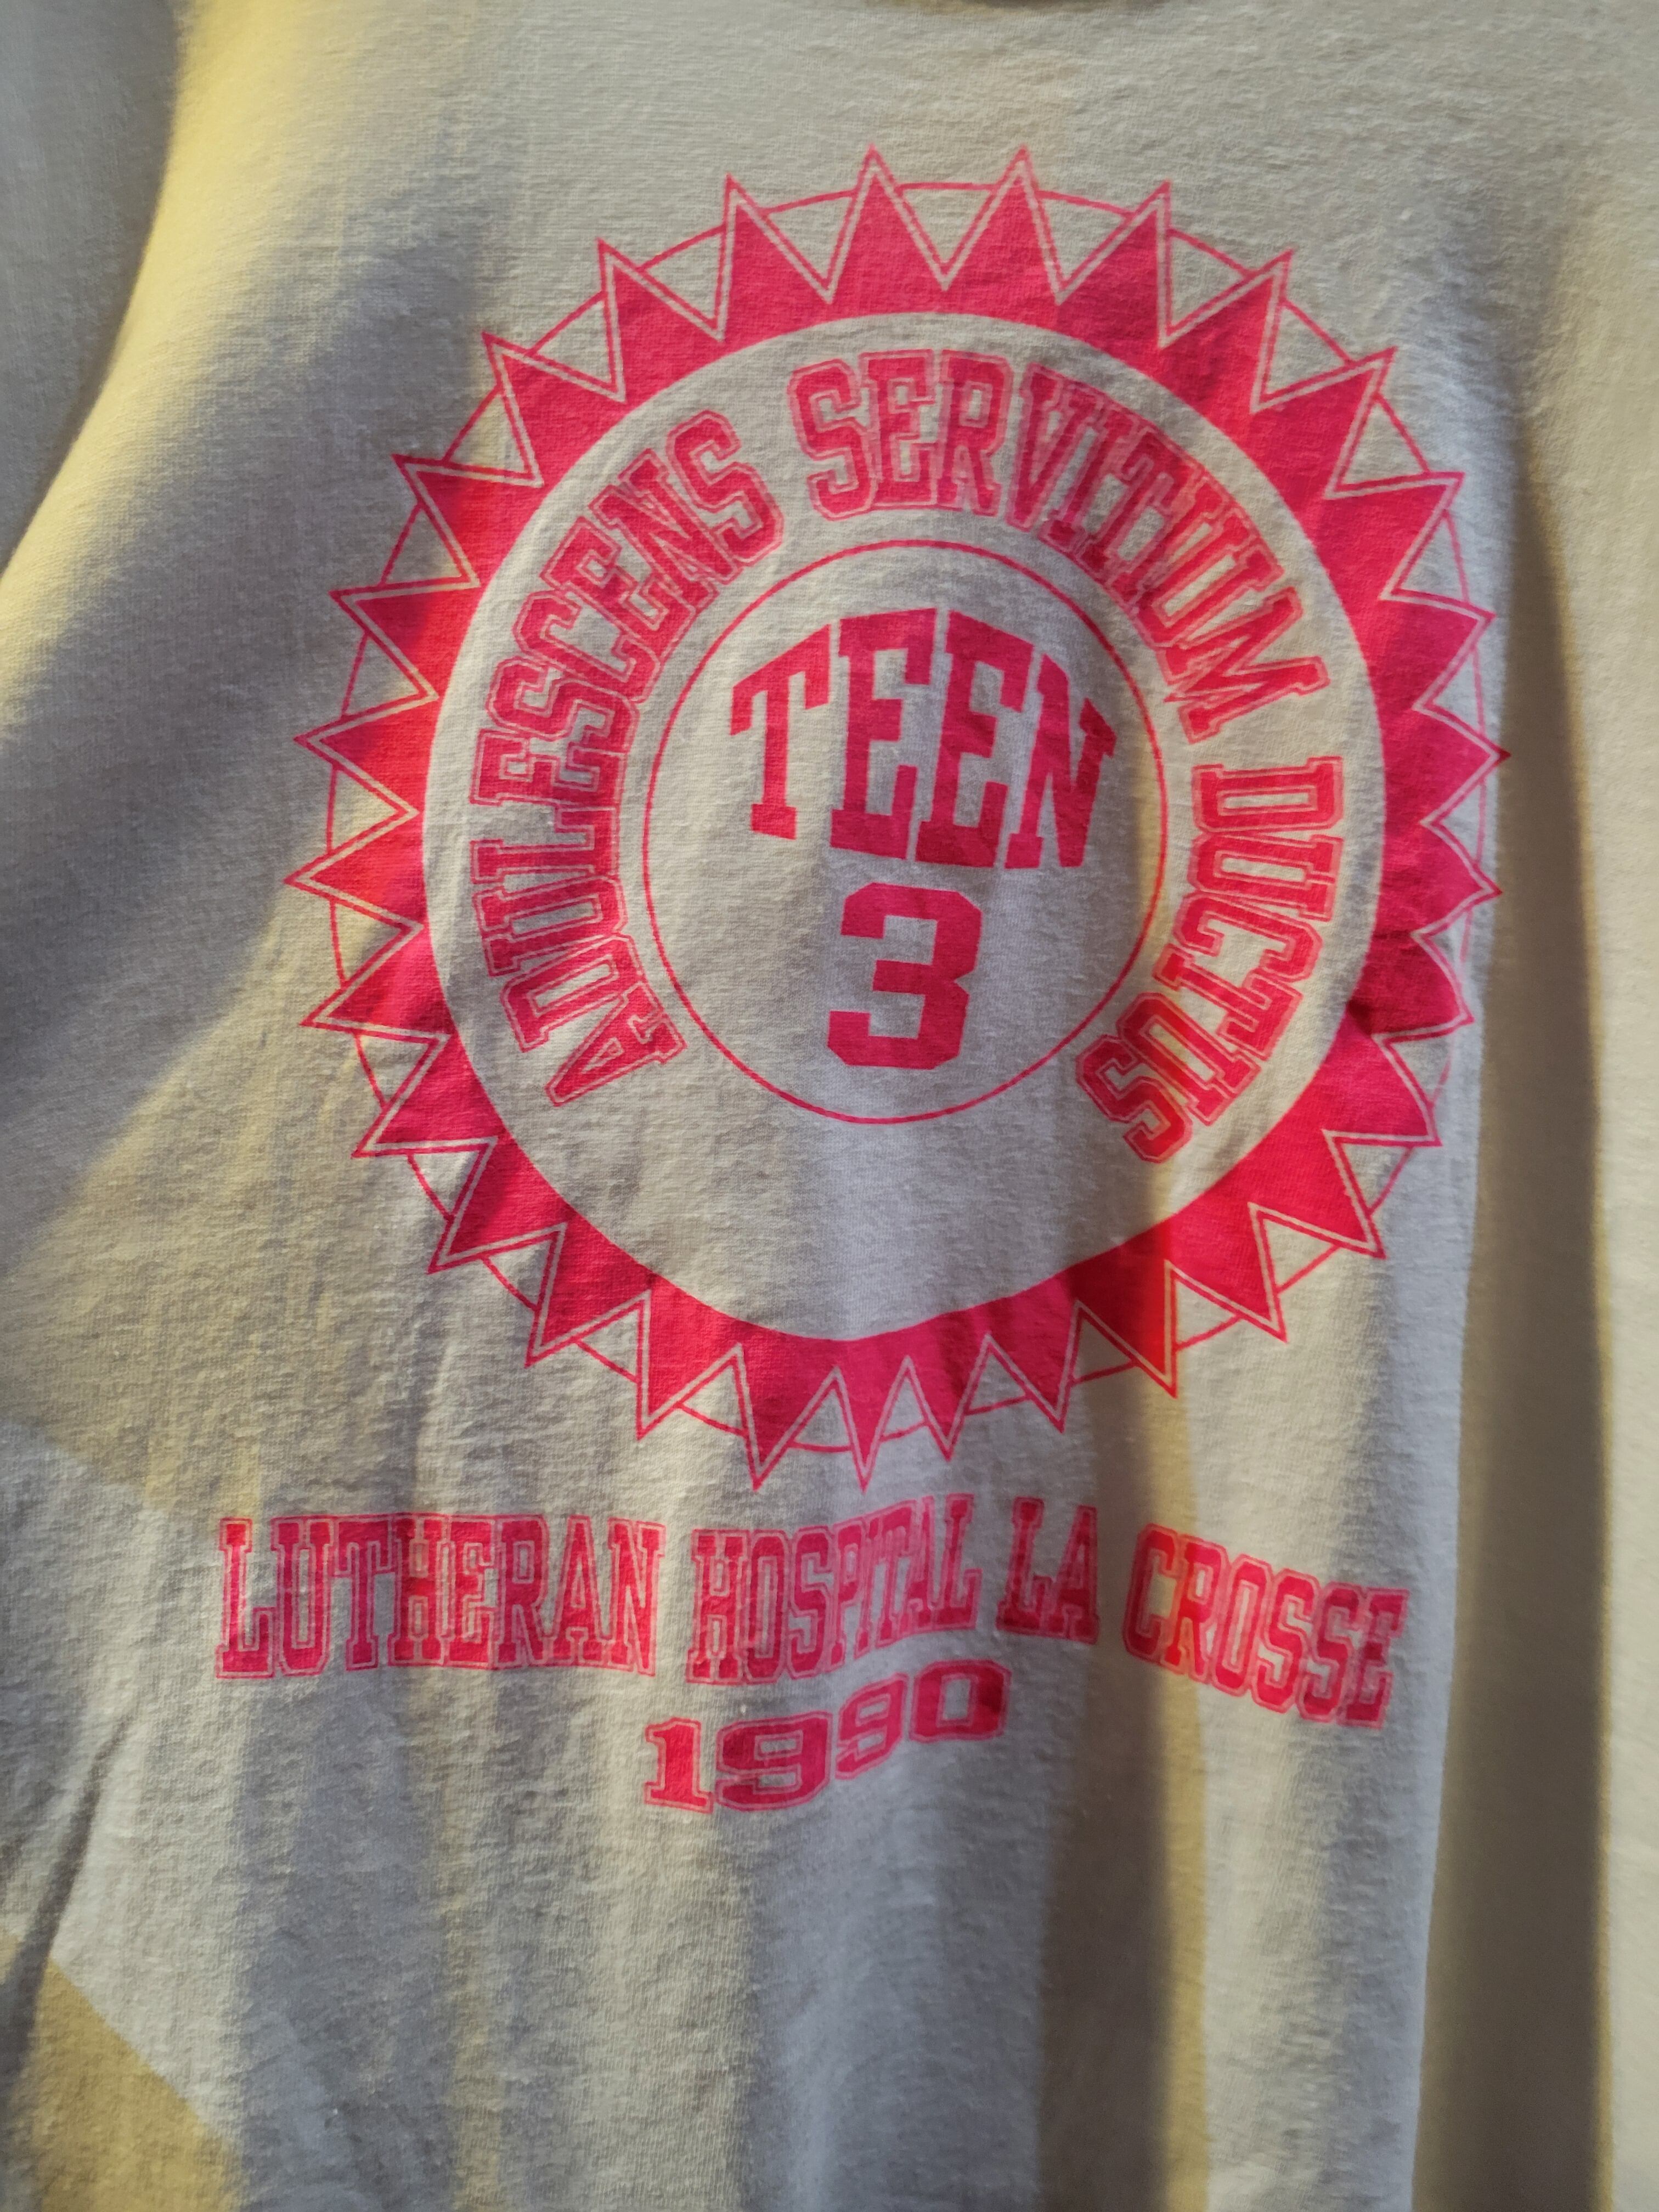 ADULESCENS SERVITIUM DUCTUS
TEEN
3
LUTHERAN HOSPITAL LA CROSSE
1990